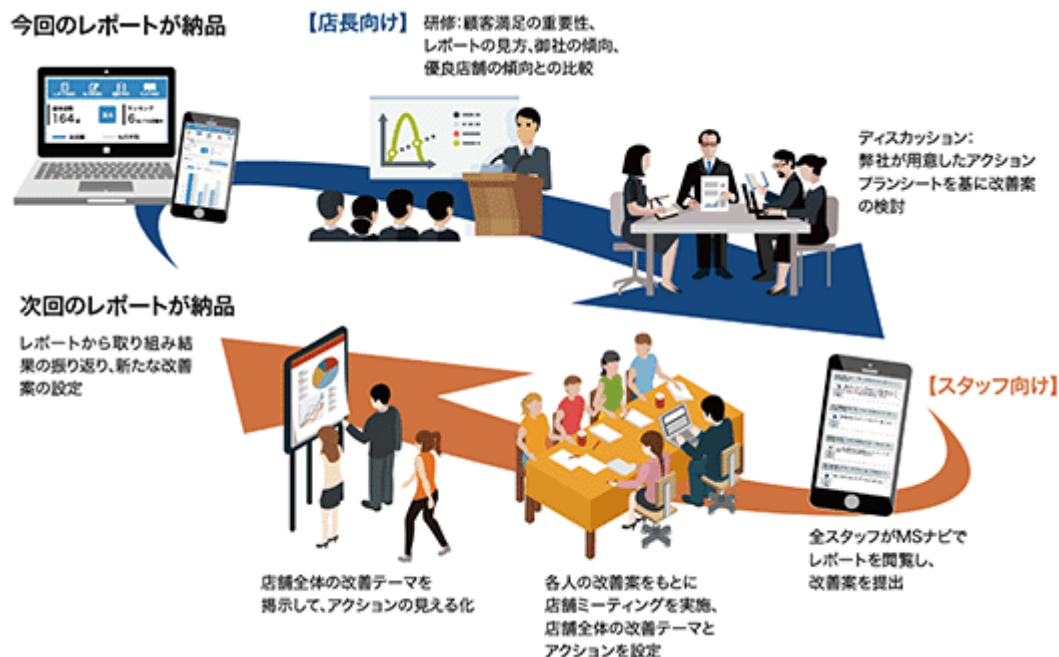 今回のレポートが納品
【店長向け】
研修：顧客満足の重要性、
レポートの見方、御社の傾向、
優良店舗の傾向との比較
164
6
ディスカッション：
弊社が用意したアクション
プランシートを基に改善案
の検討
次回のレポートが納品
レポートから取り組み結
果の振り返り、新たな改善
案の設定
【スタッフ向け】
全スタッフがMSナビで
レポートを閲覧し、
改善案を提出
各人の改善案をもとに
店舗ミーティングを実施、
店舗全体の改善テーマと
アクションを設定
店舗全体の改善テーマを
掲示して、アクションの見える化